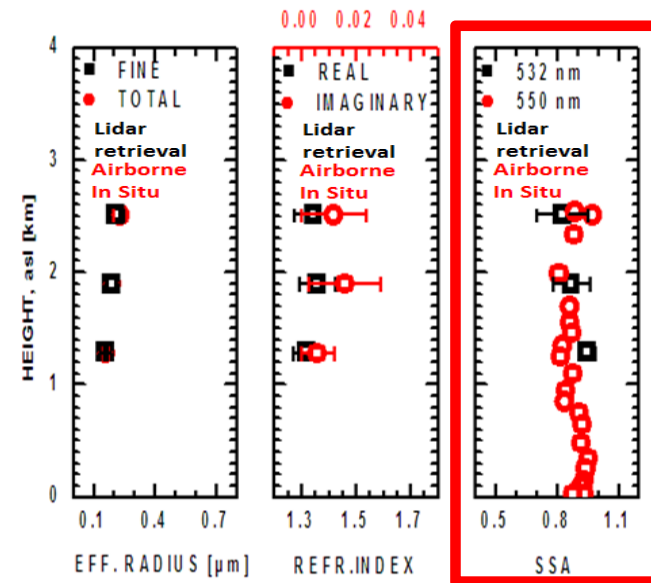 0.00 0.02 0.04
4
3
2
1
0
HEIGHT, asl [km]
FINE
TOTAL
Lidar
retrieval
Airborne
In Situ
0.1 0.4 0.7
EFF. RADIUS [µm]
REAL
IMAGINARY
Lidar
retrieval
Airborne
In Situ
1.3 1.5 1.7
REFR.INDEX
532 nm
550 nm
Lidar
retrieval
Airborne
In Situ
0.5 0.8 1.1
SSA